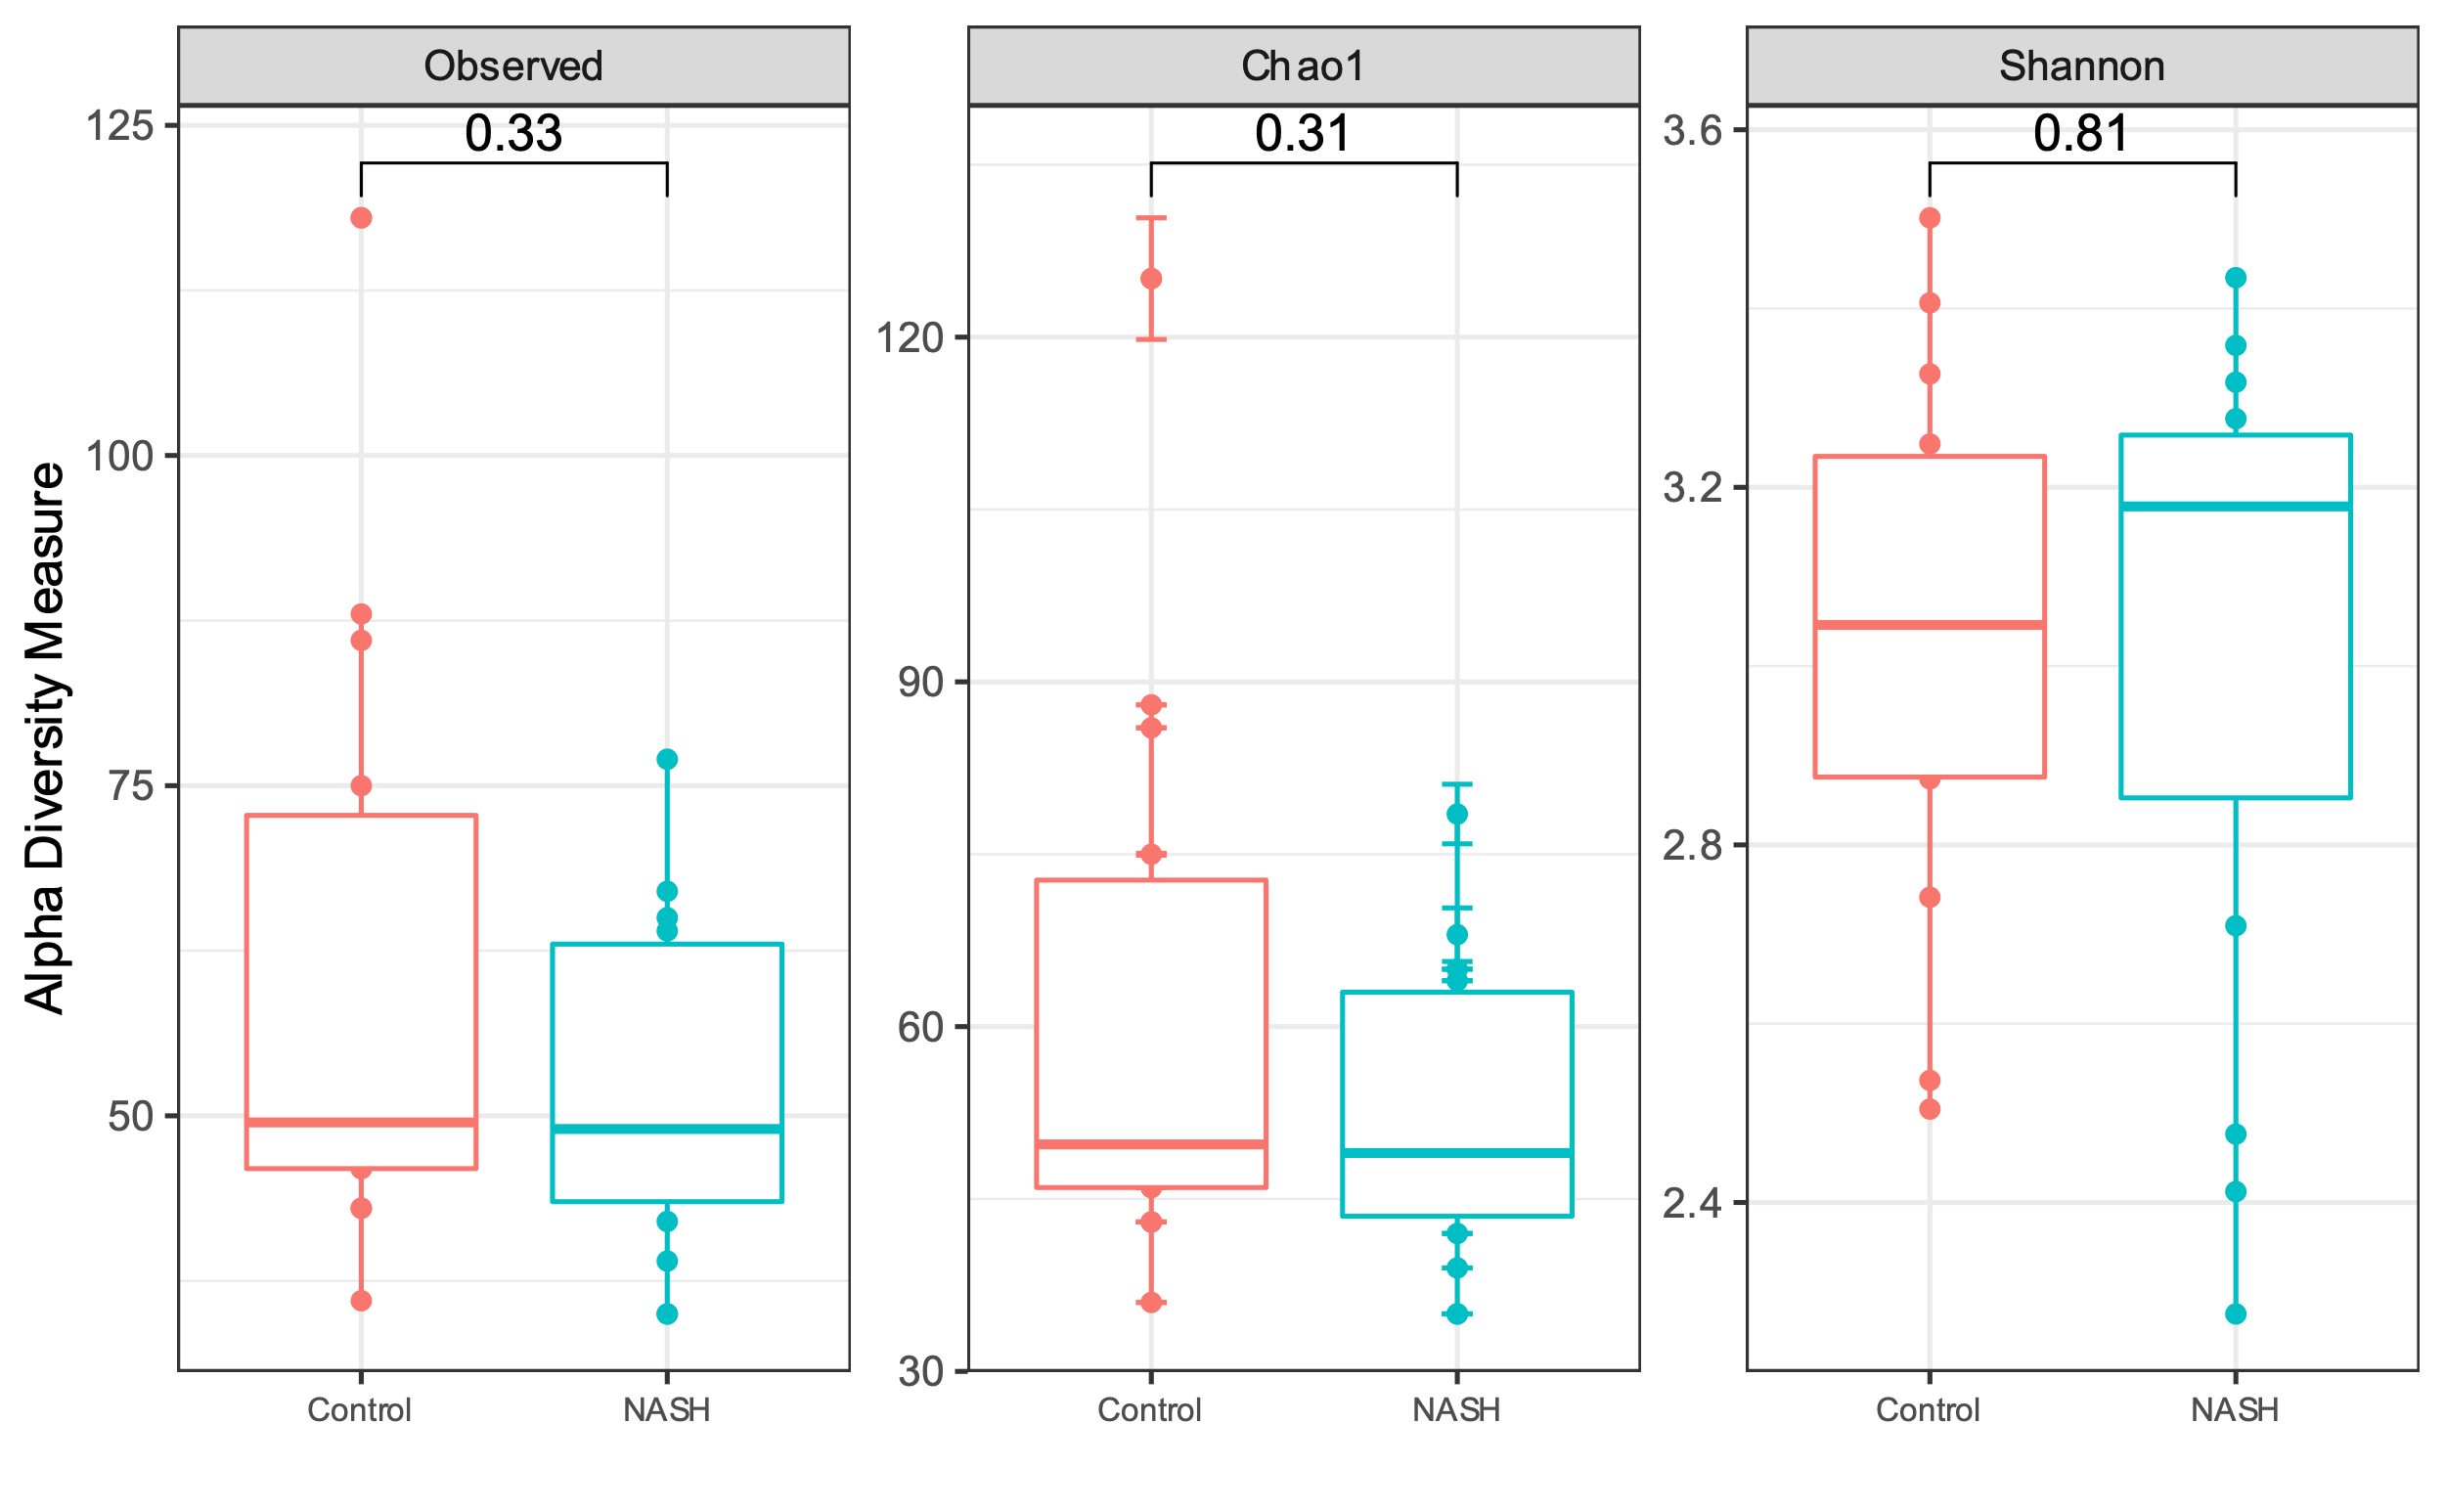 Observed
Chao1
Shannon
Alpha Diversity Measure
125
100
75
50
0.33
Control
NASH
120
90
60
30
0.31
Control
NASH
3.6
3.2
2.8
2.4
0.81
Control
NASH